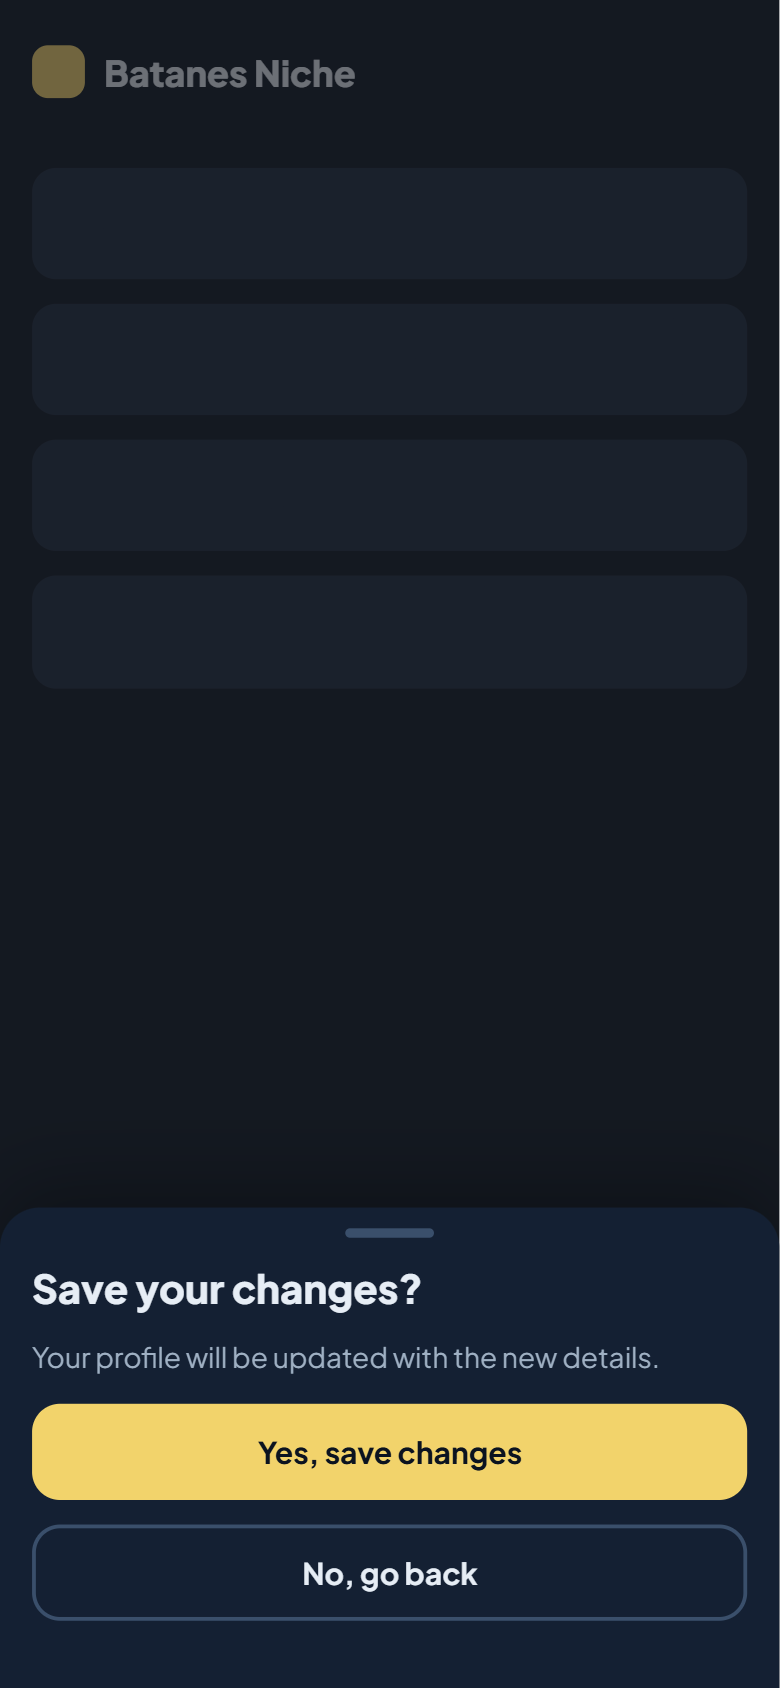 Batanes Niche
Save your changes?
Your profile will be updated with the new details.
Yes, save changes
No, go back